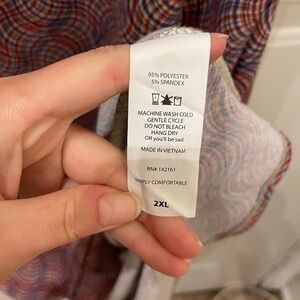 95% POLYESTER
5% SPANDEX
MACHINE WASH COLD
GENTLE CYCLE
DO NOT BLEACH
HANG DRY
OR you'll be sad
MADE IN VIETNAM
RN# 142161
SIMPLY COMFORTABLE
2XL